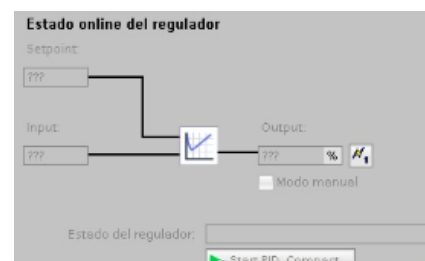 Estado online del regulador
Setpoint:
???
Input:
???
Output:
??? %
Modo manual
Estado del regulador:
Start PID_Compact